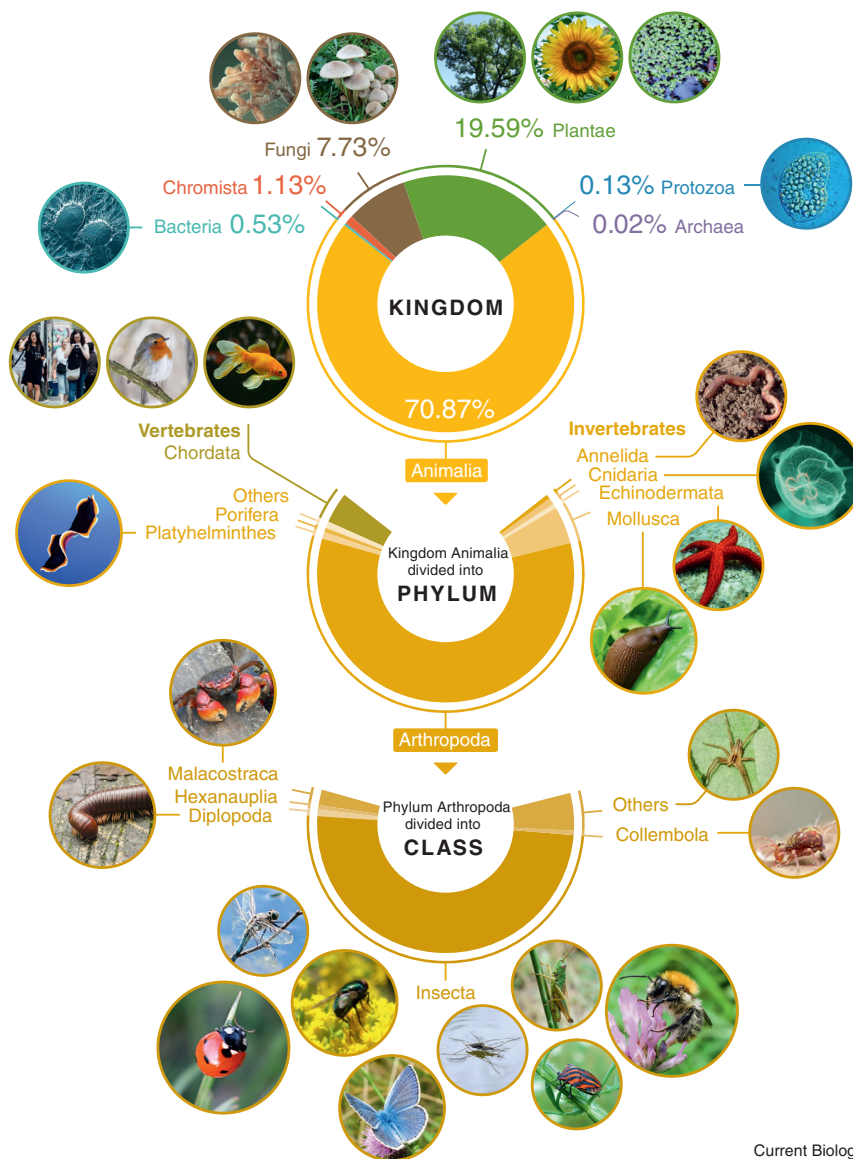 19.59% Plantae
Fungi 7.73%
Chromista 1.13%
0.13% Protozoa
Bacteria 0.53%
0.02% Archaea
KINGDOM
70.87%
Vertebrates
Chordata
Invertebrates
Annelida
Animalia
Cnidaria
Others
Echinodermata
Porifera
Mollusca
Platyhelminthes
Kingdom Animalia
divided into
PHYLUM
Arthropoda
Malacostraca
Hexanauplia
Diplopoda
Phylum Arthropoda
divided into
CLASS
Others
Collembola
Insecta
Current Biolog